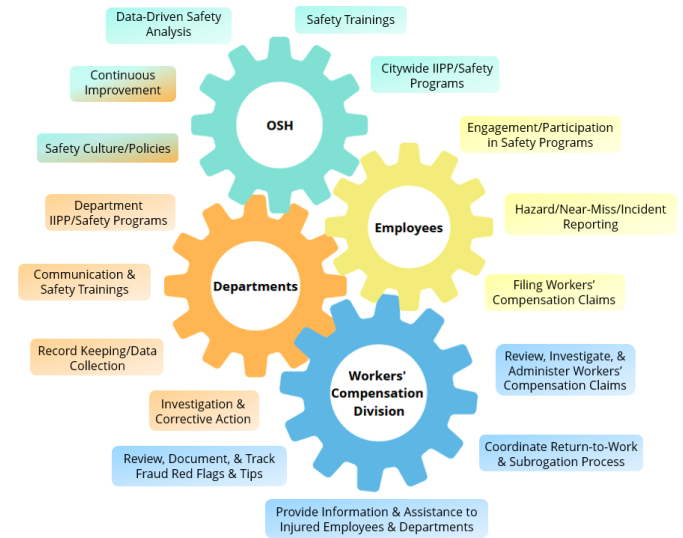 Data-Driven Safety
Analysis
Safety Trainings
Continuous
Improvement
Citywide IIPP/Safety
Programs
OSH
Safety Culture/Policies
Engagement/Participation
in Safety Programs
Department
IIPP/Safety Programs
Hazard/Near-Miss/Incident
Reporting
Employees
Communication &
Safety Trainings
Departments
Filing Workers’
Compensation Claims
Record Keeping/Data
Collection
Review, Investigate, &
Administer Workers’
Compensation Claims
Workers'
Compensation
Division
Investigation &
Corrective Action
Coordinate Return-to-Work
& Subrogation Process
Review, Document, & Track
Fraud Red Flags & Tips
Provide Information & Assistance to
Injured Employees & Departments